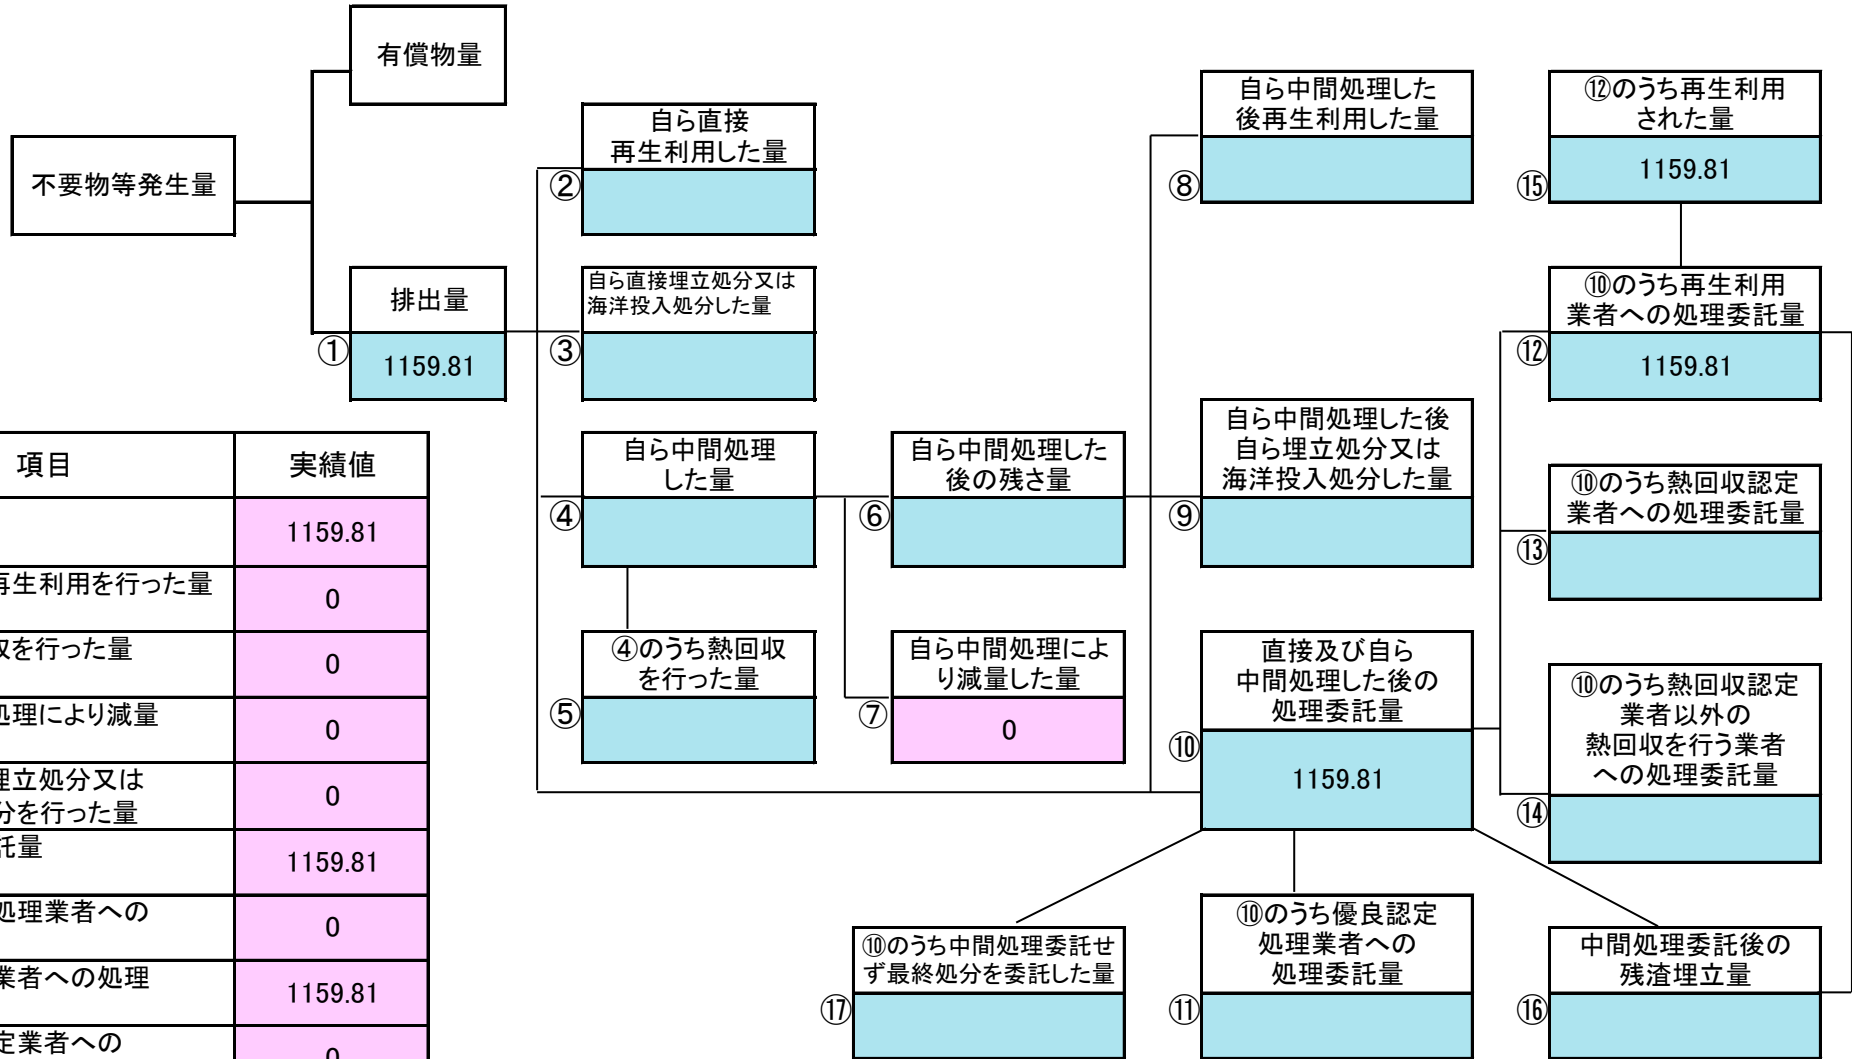 有償物量
不要物等発生量
排出量
①
1159.81
自ら直接
再生利用した量
②
自ら直接埋立処分又は
海洋投入処分した量
③
自ら中間処理
した量
④
④のうち熱回収
を行った量
⑤
自ら中間処理した
後の残さ量
⑥
自ら中間処理によ
り減量した量
⑦
0
自ら中間処理した
後再生利用した量
⑧
自ら中間処理した後
自ら埋立処分又は
海洋投入処分した量
⑨
直接及び自ら
中間処理した後の
処理委託量
⑩
1159.81
⑫のうち再生利用
された量
⑮
1159.81
⑩のうち再生利用
業者への処理委託量
⑫
1159.81
⑩のうち熱回収認定
業者への処理委託量
⑬
⑩のうち熱回収認定
業者以外の
熱回収を行う業者
への処理委託量
⑭
⑩のうち中間処理委託せ
ず最終処分を委託した量
⑰
⑩のうち優良認定
処理業者への
処理委託量
⑪
中間処理委託後の
残渣埋立量
⑯
項目 実績値
1159.81
再生利用を行った量 0
を行った量 0
処理により減量 0
埋立処分又は
分を行った量 0
託量 1159.81
処理業者への 0
業者への処理 1159.81
定業者への 0